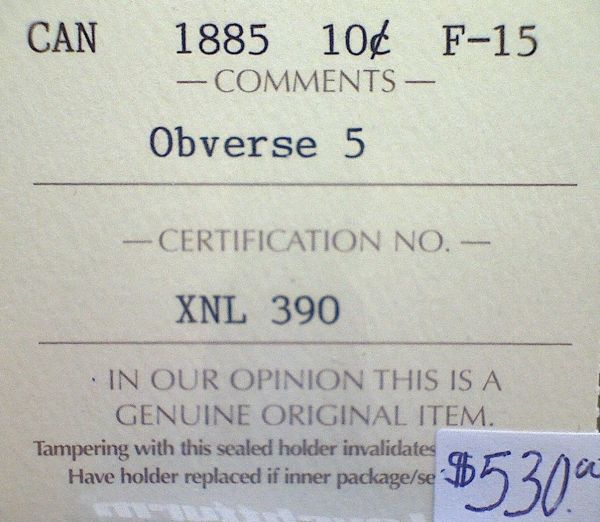 CAN 1885 10¢ F-15
— COMMENTS —
Obverse 5
— CERTIFICATION NO. —
XNL 390
IN OUR OPINION THIS IS A
GENUINE ORIGINAL ITEM.
Tampering with this sealed holder invalidates
Have holder replaced if inner package/se
$530.00